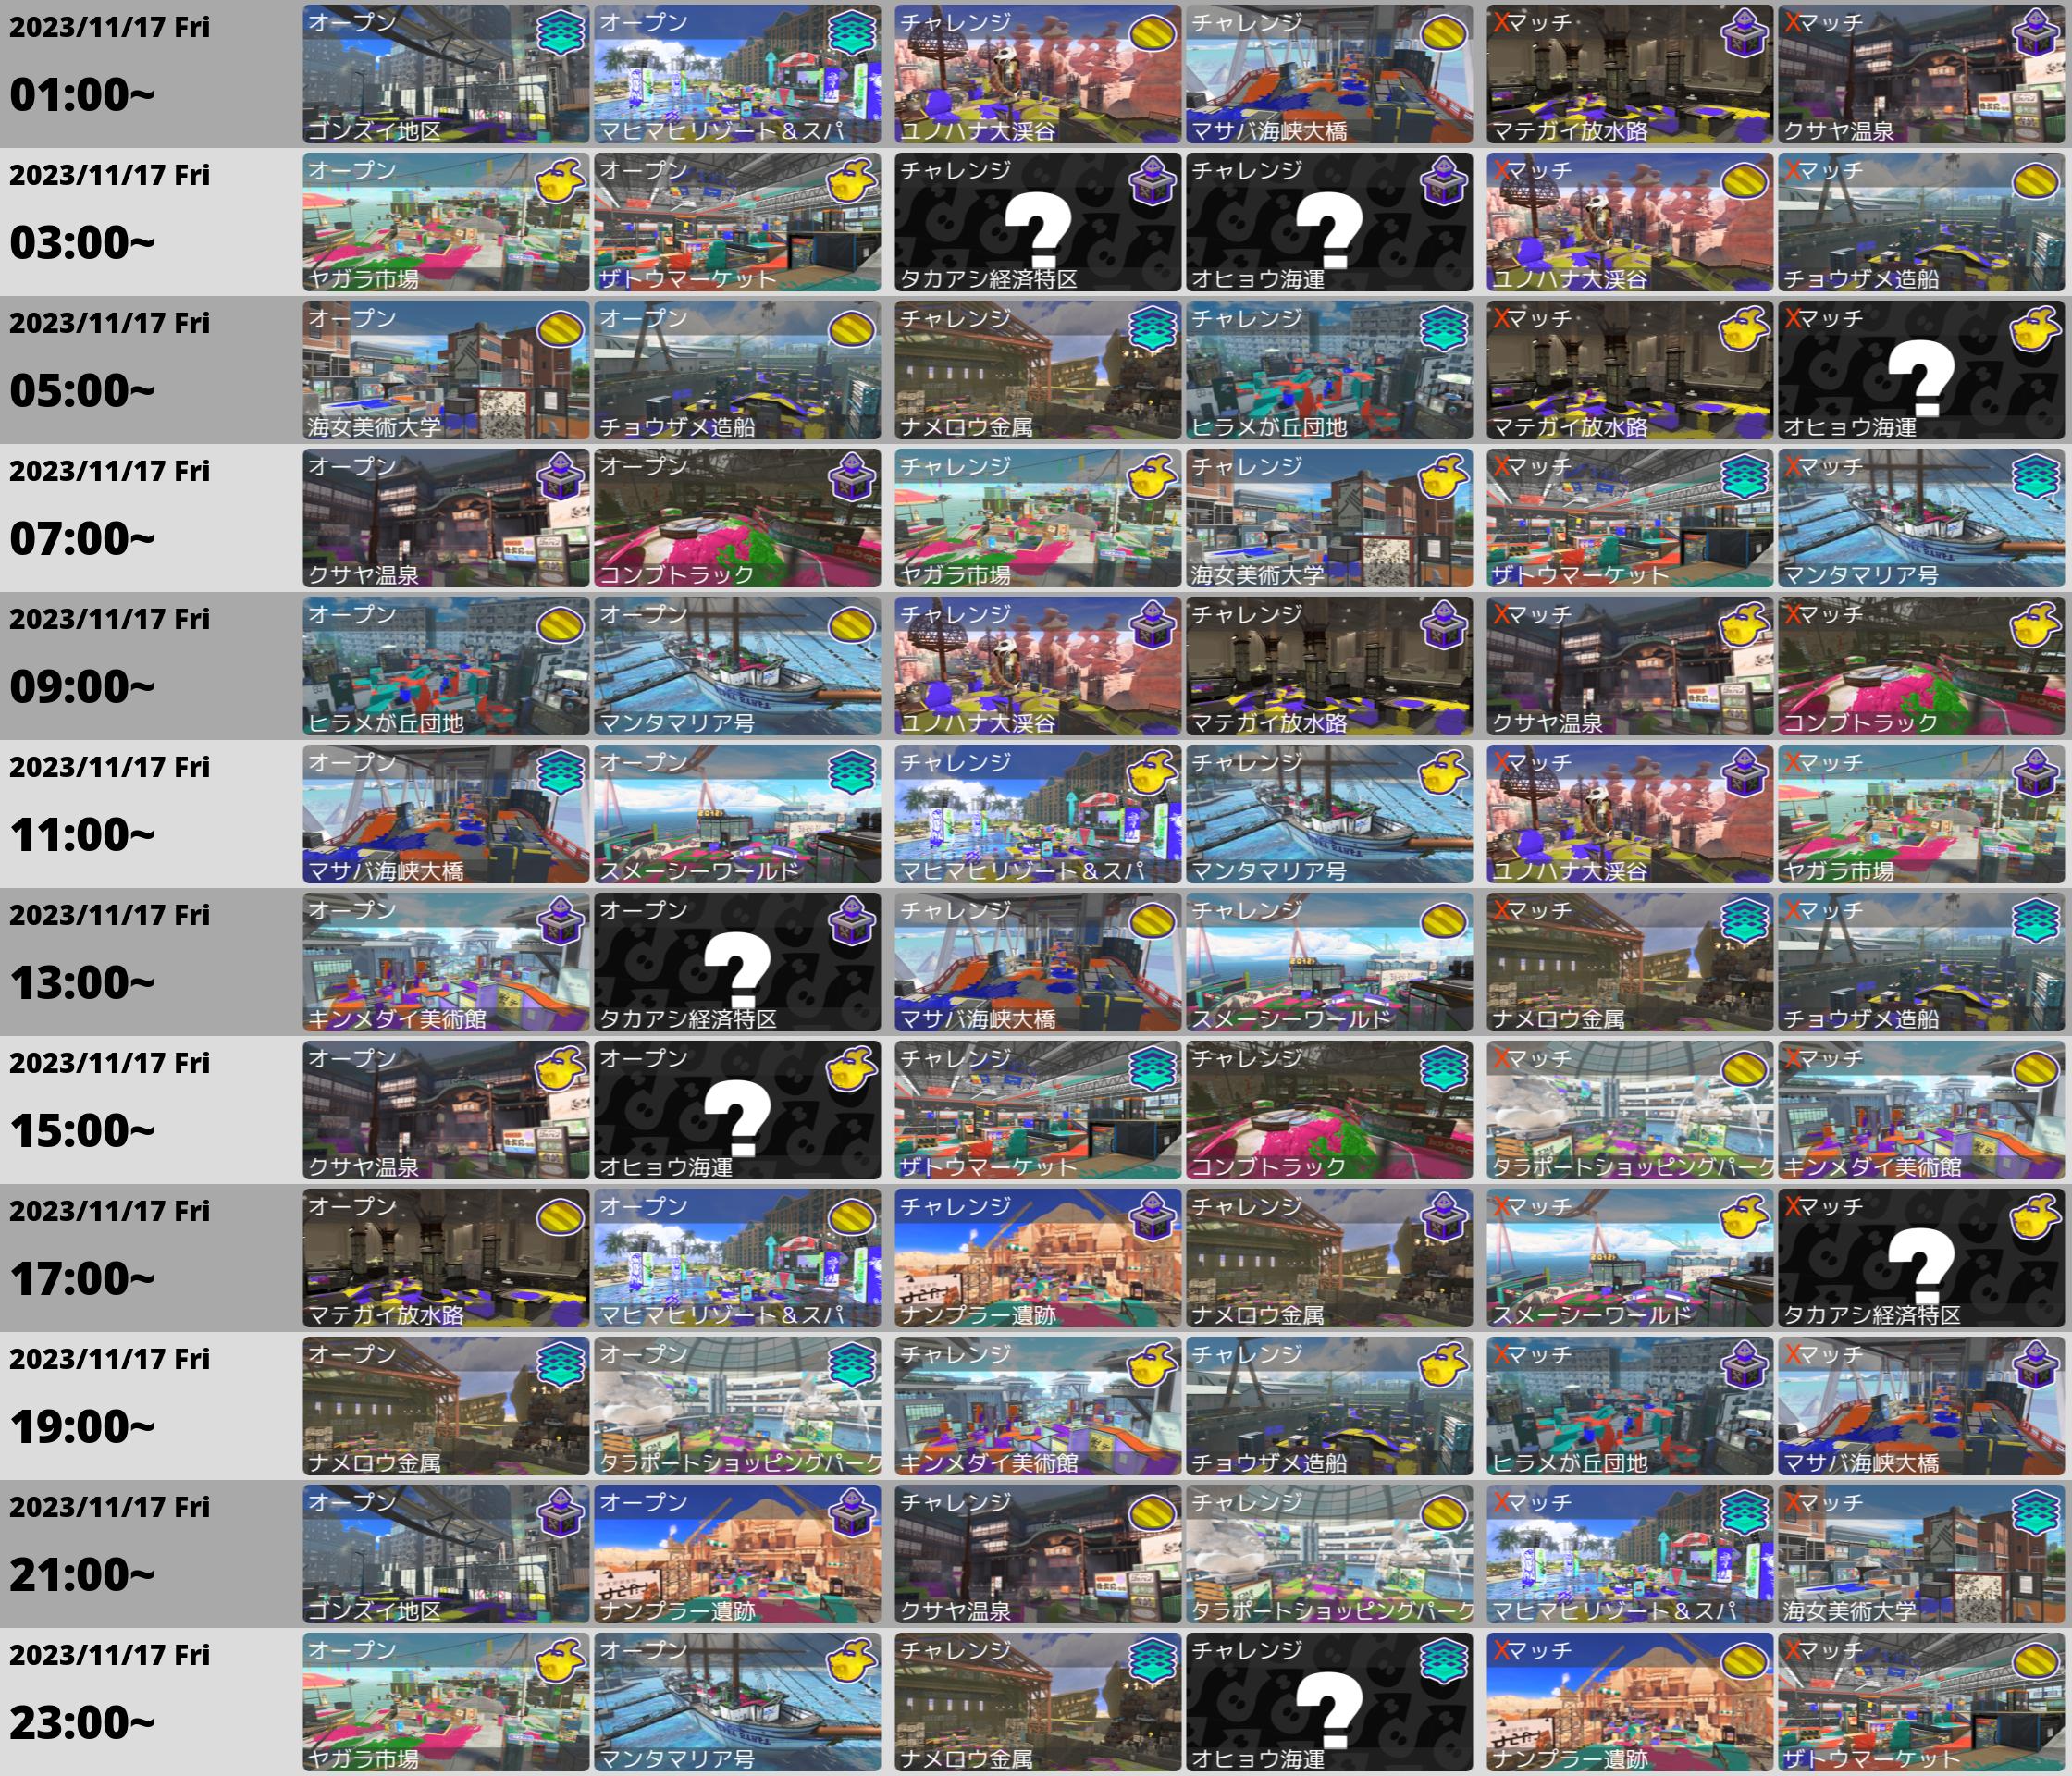 2023/11/17 Fri
01:00~
オープン
ゴンズイ地区
オープン
マヒマヒリゾート＆スパ
チャレンジ
ユノハナ大渓谷
チャレンジ
マサバ海峡大橋
Xマッチ
マテガイ放水路
Xマッチ
クサヤ温泉
2023/11/17 Fri
03:00~
オープン
ヤガラ市場
オープン
ザトウマーケット
チャレンジ
?
タカアシ経済特区
チャレンジ
?
オヒョウ海運
Xマッチ
ユノハナ大渓谷
Xマッチ
チョウザメ造船
2023/11/17 Fri
05:00~
オープン
海女美術大学
オープン
チョウザメ造船
チャレンジ
ナメロウ金属
チャレンジ
ヒラメが丘団地
Xマッチ
マテガイ放水路
Xマッチ
?
オヒョウ海運
2023/11/17 Fri
07:00~
オープン
クサヤ温泉
オープン
コンブトラック
チャレンジ
ヤガラ市場
チャレンジ
海女美術大学
Xマッチ
ザトウマーケット
Xマッチ
マンタマリア号
2023/11/17 Fri
09:00~
オープン
ヒラメが丘団地
オープン
マンタマリア号
チャレンジ
ユノハナ大渓谷
チャレンジ
マテガイ放水路
Xマッチ
クサヤ温泉
Xマッチ
コンブトラック
2023/11/17 Fri
11:00~
オープン
マサバ海峡大橋
オープン
スメーシーワールド
チャレンジ
マヒマヒリゾート＆スパ
チャレンジ
マンタマリア号
Xマッチ
ユノハナ大渓谷
Xマッチ
ヤガラ市場
2023/11/17 Fri
13:00~
オープン
キンメダイ美術館
オープン
?
タカアシ経済特区
チャレンジ
マサバ海峡大橋
チャレンジ
スメーシーワールド
Xマッチ
ナメロウ金属
Xマッチ
チョウザメ造船
2023/11/17 Fri
15:00~
オープン
クサヤ温泉
オープン
?
オヒョウ海運
チャレンジ
ザトウマーケット
チャレンジ
コンブトラック
Xマッチ
タラポートショッピングパーク
Xマッチ
キンメダイ美術館
2023/11/17 Fri
17:00~
オープン
マテガイ放水路
オープン
マヒマヒリゾート＆スパ
チャレンジ
ナンプラー遺跡
チャレンジ
ナメロウ金属
Xマッチ
スメーシーワールド
Xマッチ
?
タカアシ経済特区
2023/11/17 Fri
19:00~
オープン
ナメロウ金属
オープン
タラポートショッピングパーク
チャレンジ
キンメダイ美術館
チャレンジ
チョウザメ造船
Xマッチ
ヒラメが丘団地
Xマッチ
マサバ海峡大橋
2023/11/17 Fri
21:00~
オープン
ゴンズイ地区
オープン
ナンプラー遺跡
チャレンジ
クサヤ温泉
チャレンジ
タラポートショッピングパーク
Xマッチ
マヒマヒリゾート＆スパ
Xマッチ
海女美術大学
2023/11/17 Fri
23:00~
オープン
ヤガラ市場
オープン
マンタマリア号
チャレンジ
ナメロウ金属
チャレンジ
?
オヒョウ海運
Xマッチ
ナンプラー遺跡
Xマッチ
ザトウマーケット